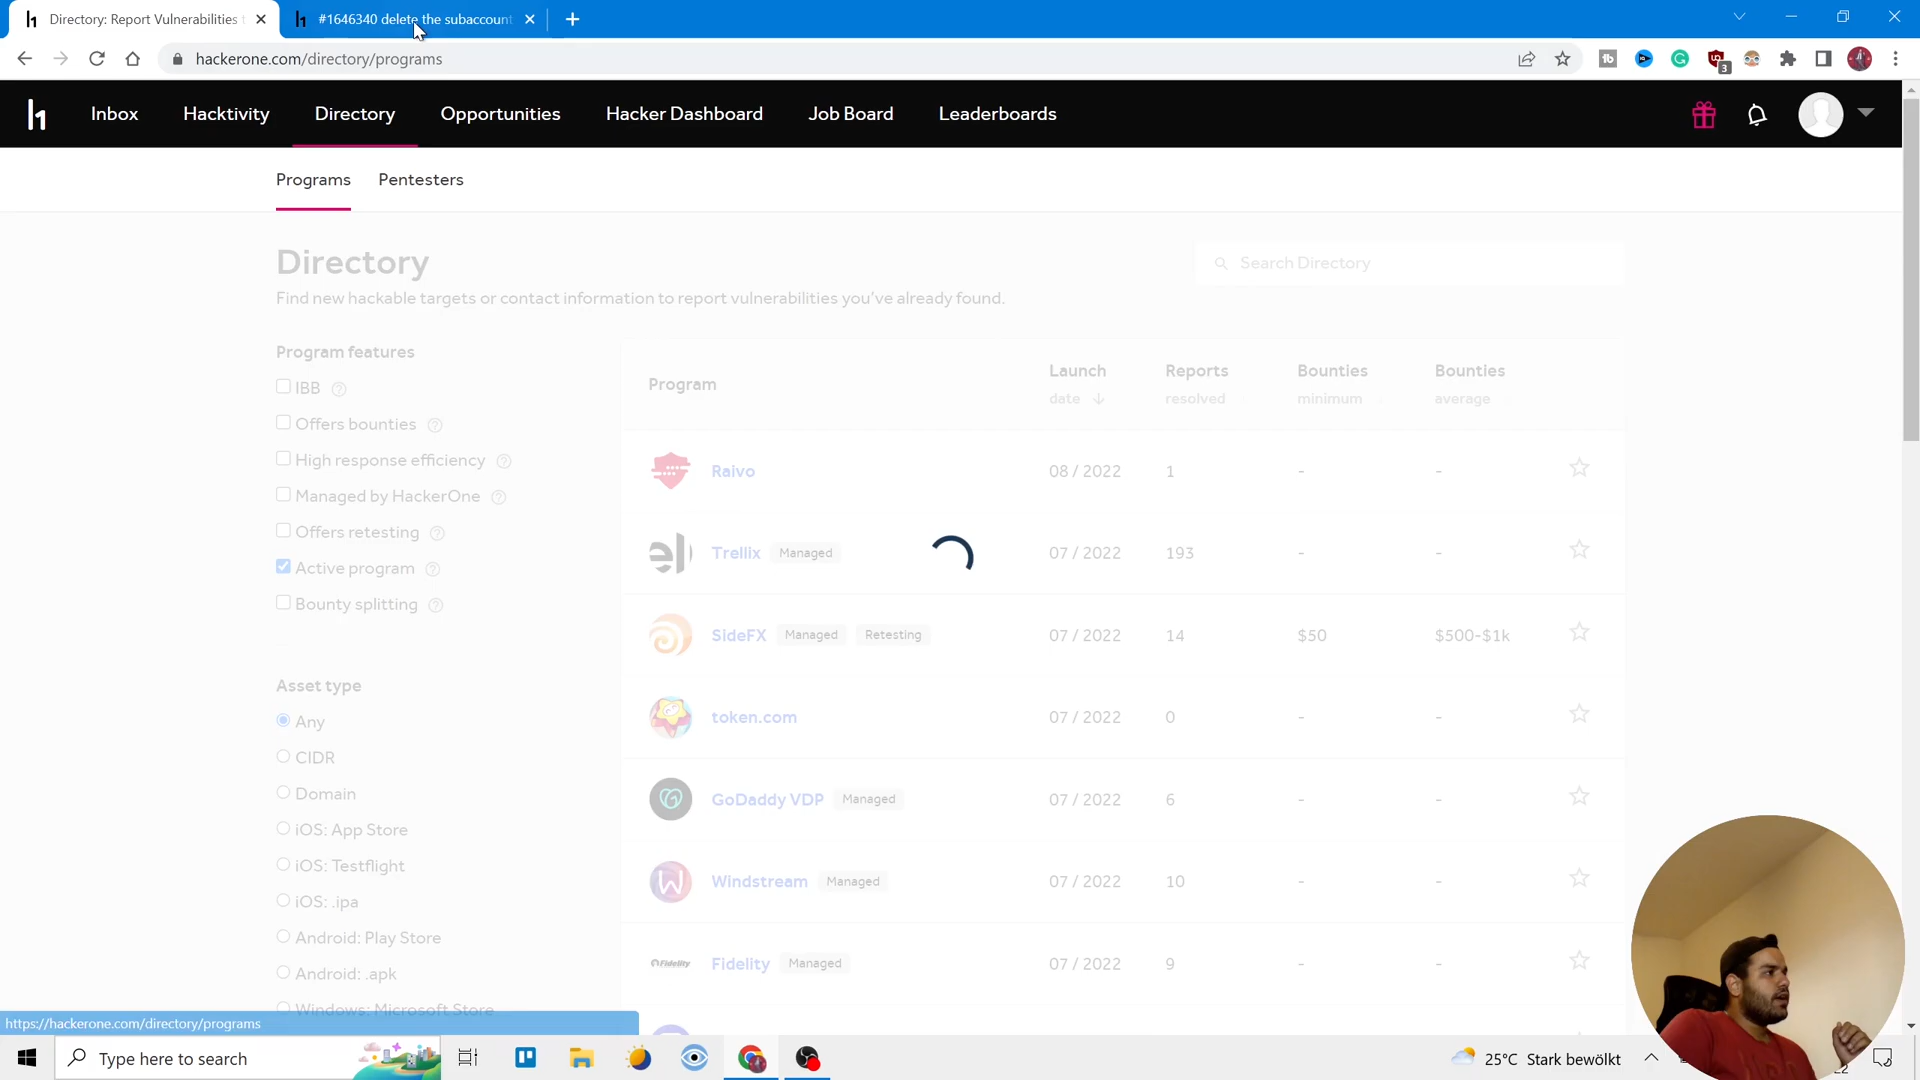 Directory: Report Vulnerabilities
#1646340 delete the subaccount
hackerone.com/directory/programs
3
Inbox
Hacktivity
Directory
Opportunities
Hacker Dashboard
Job Board
Leaderboards
Programs
Pentesters
Directory
Find new hackable targets or contact information to report vulnerabilities you've already found.
Search Directory
Program features
IBB
Offers bounties
High response efficiency
Managed by HackerOne
Offers retesting
Active program
Bounty splitting
Asset type
Any
CIDR
Domain
iOS: App Store
iOS: Testflight
iOS: .ipa
Android: Play Store
Android: .apk
Windows: Microsoft Store
Program
Launch date
Reports resolved
Bounties minimum
Bounties average
Raivo 08 / 2022 1 - -
Trellix Managed 07 / 2022 193 - -
SideFX Managed Retesting 07 / 2022 14 $50 $500-$1k
token.com 07 / 2022 0 - -
GoDaddy VDP Managed 07 / 2022 6 - -
Windstream Managed 07 / 2022 10 - -
Fidelity Fidelity Managed 07 / 2022 9 - -
https://hackerone.com/directory/programs
Type here to search
25°C Stark bewölkt